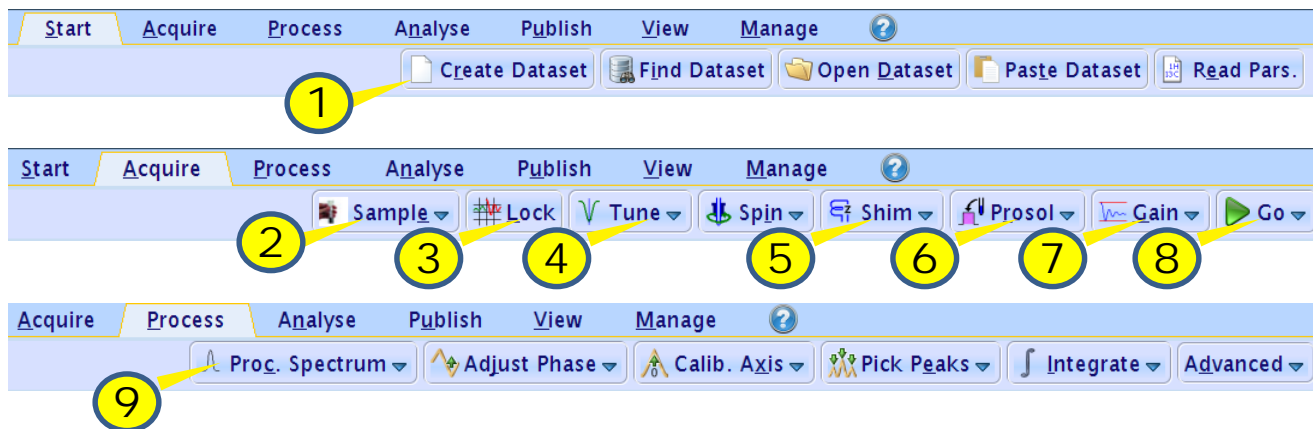 Start Acquire Process Analyse Publish View Manage ?
Create Dataset Find Dataset Open Dataset Paste Dataset 1H 13C Read Pars.
1
Start Acquire Process Analyse Publish View Manage ?
Sample Lock Tune Spin Z Shim Prosol Gain Go
2 3 4 5 6 7 8
Acquire Process Analyse Publish View Manage ?
Proc. Spectrum Adjust Phase Calib. Axis Pick Peaks Integrate Advanced
9